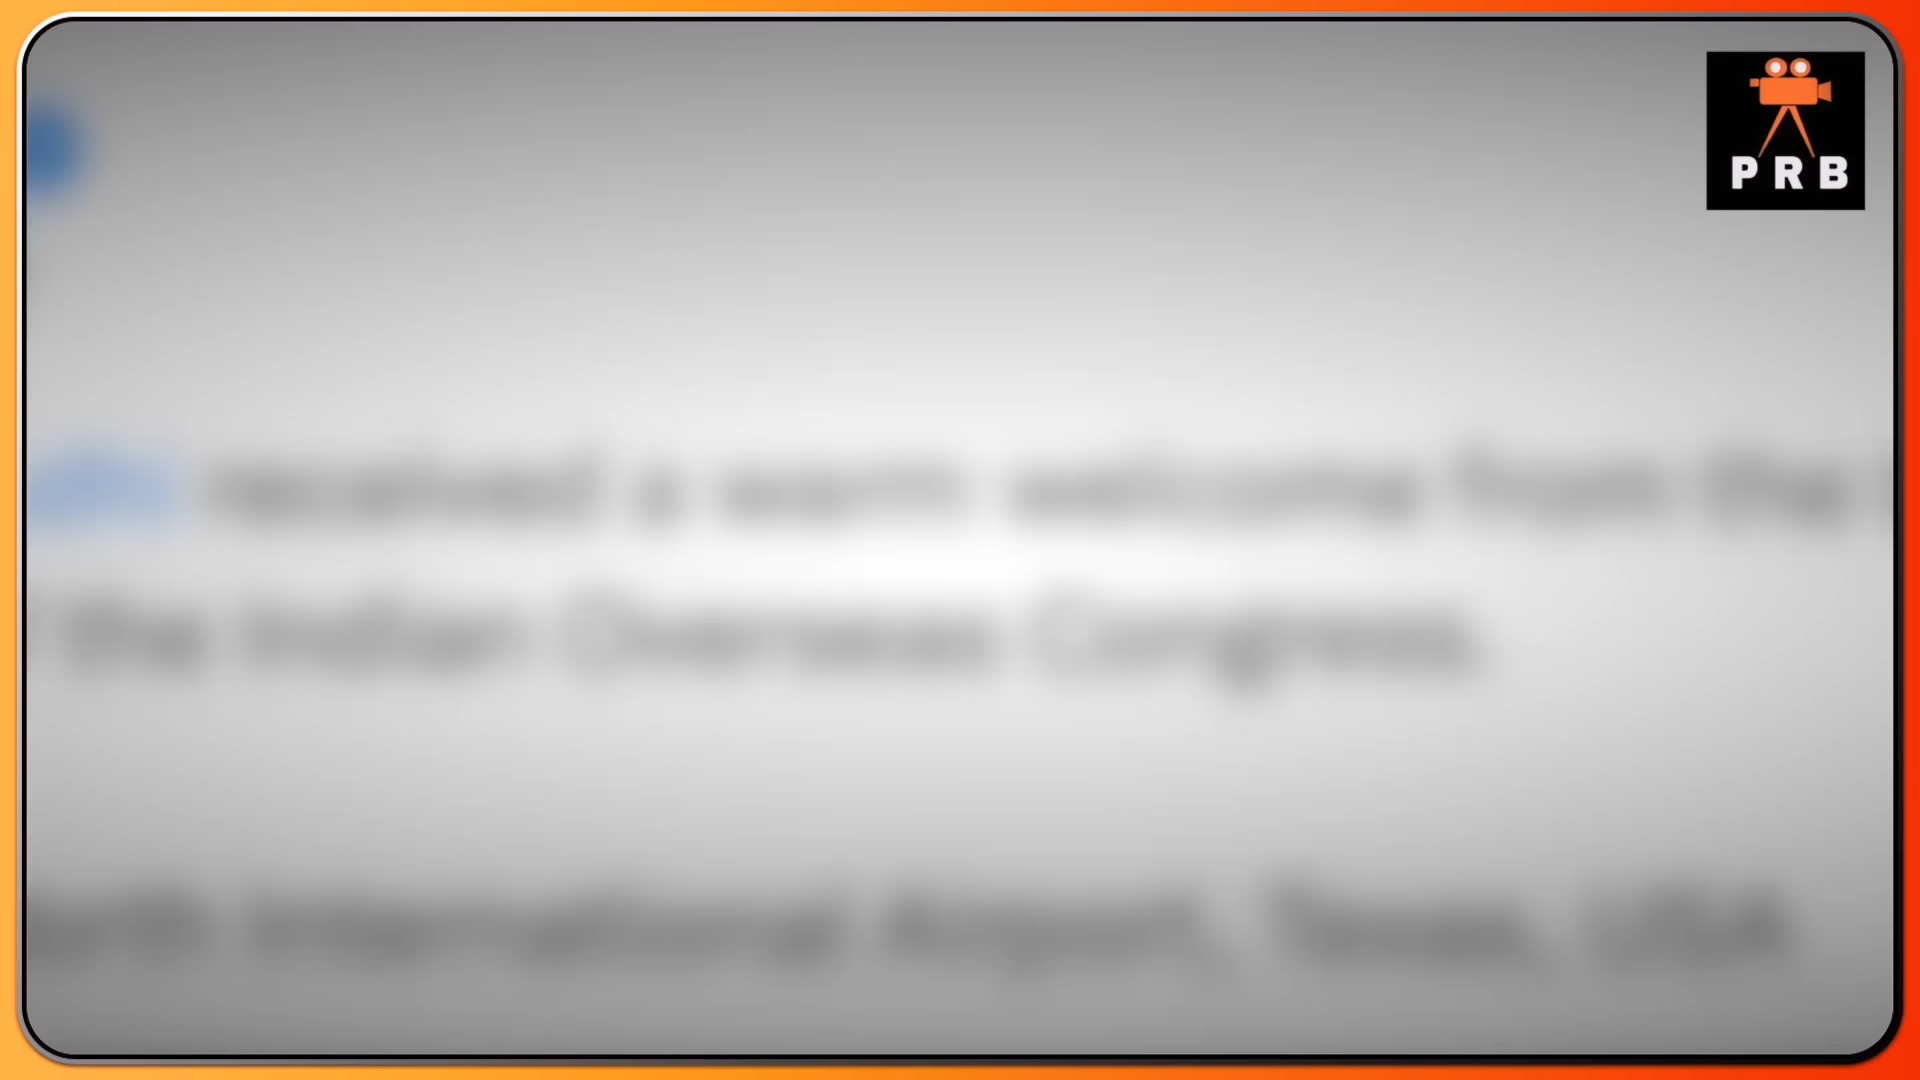 PRB
received a warm welcome from the
the Indian Overseas Congress.
International Airport, Texas, USA